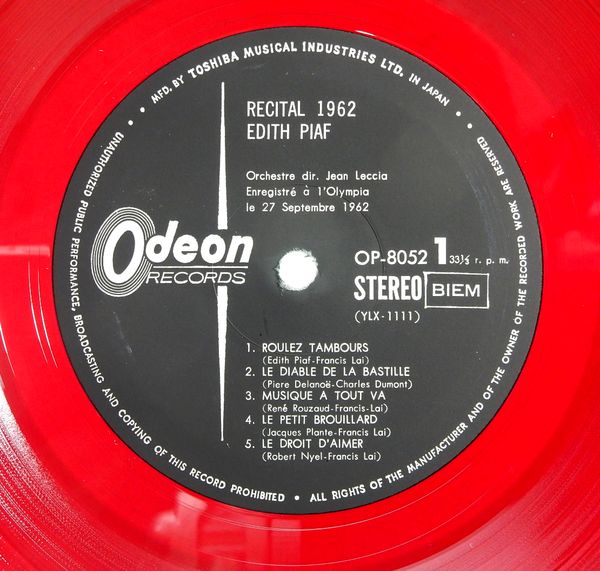 • • MFD. BY TOSHIBA MUSICAL INDUSTRIES LTD. IN JAPAN • •
RECITAL 1962
EDITH PIAF
Orchestre dir. Jean Leccia
Enregistré à l'Olympia
le 27 Septembre 1962
Odeon
RECORDS
OP-8052 1 33⅓ r. p. m.
STEREO BIEM
(YLX-1111)
1. ROULEZ TAMBOURS
(Edith Piaf-Francis Lai)
2. LE DIABLE DE LA BASTILLE
(Piere Delanoë-Charles Dumont)
3. MUSIQUE A TOUT VA
(René Rouzaud-Francis-Lai)
4. LE PETIT BROUILLARD
(Jacques Plante-Francis Lai)
5. LE DROIT D'AIMER
(Robert Nyel-Francis Lai)
UNAUTHORIZED PUBLIC PERFORMANCE, BROADCASTING AND COPYING OF THIS RECORD PROHIBITED • ALL RIGHTS OF THE MANUFACTURER AND OF THE OWNER OF THE RECORDED WORK ARE RESERVED